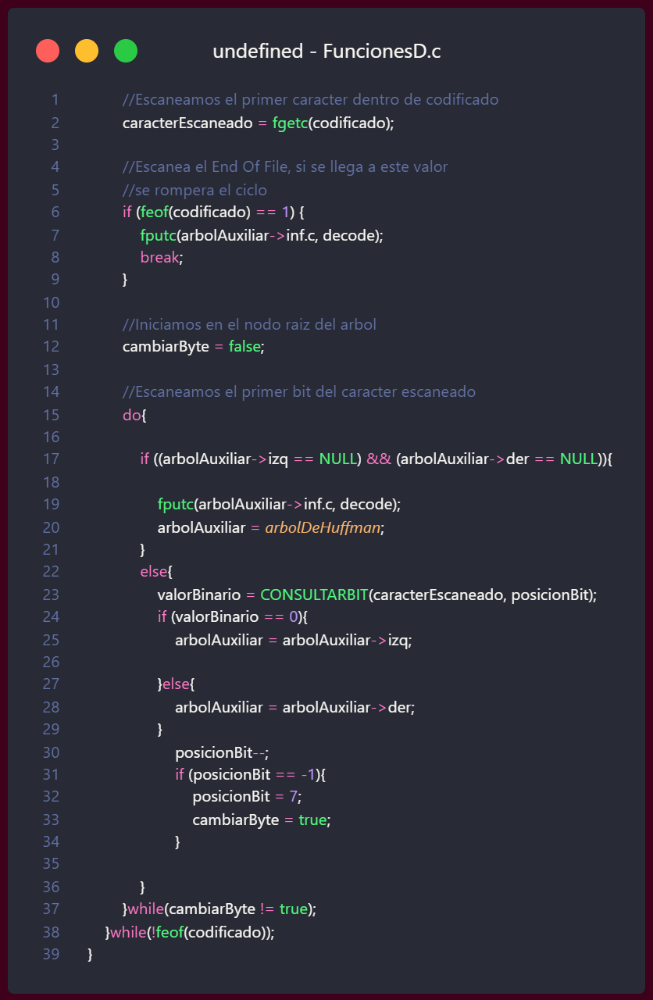 undefined - FuncionesD.c
1 //Escaneamos el primer caracter dentro de codificado
2 caracterEscaneado = fgetc(codificado);
3
4 //Escanea el End Of File, si se llega a este valor
5 //se rompera el ciclo
6 if (feof(codificado) == 1) {
7 fputc(arbolAuxiliar->inf.c, decode);
8 break;
9 }
10
11 //Iniciamos en el nodo raiz del arbol
12 cambiarByte = false;
13
14 //Escaneamos el primer bit del caracter escaneado
15 do{
16
17 if ((arbolAuxiliar->izq == NULL) && (arbolAuxiliar->der == NULL)){
18
19 fputc(arbolAuxiliar->inf.c, decode);
20 arbolAuxiliar = arbolDeHuffman;
21 }
22 else{
23 valorBinario = CONSULTARBIT(caracterEscaneado, posicionBit);
24 if (valorBinario == 0){
25 arbolAuxiliar = arbolAuxiliar->izq;
26
27 }else{
28 arbolAuxiliar = arbolAuxiliar->der;
29 }
30 posicionBit--;
31 if (posicionBit == -1){
32 posicionBit = 7;
33 cambiarByte = true;
34 }
35
36 }
37 }while(cambiarByte != true);
38 }while(!feof(codificado));
39 }